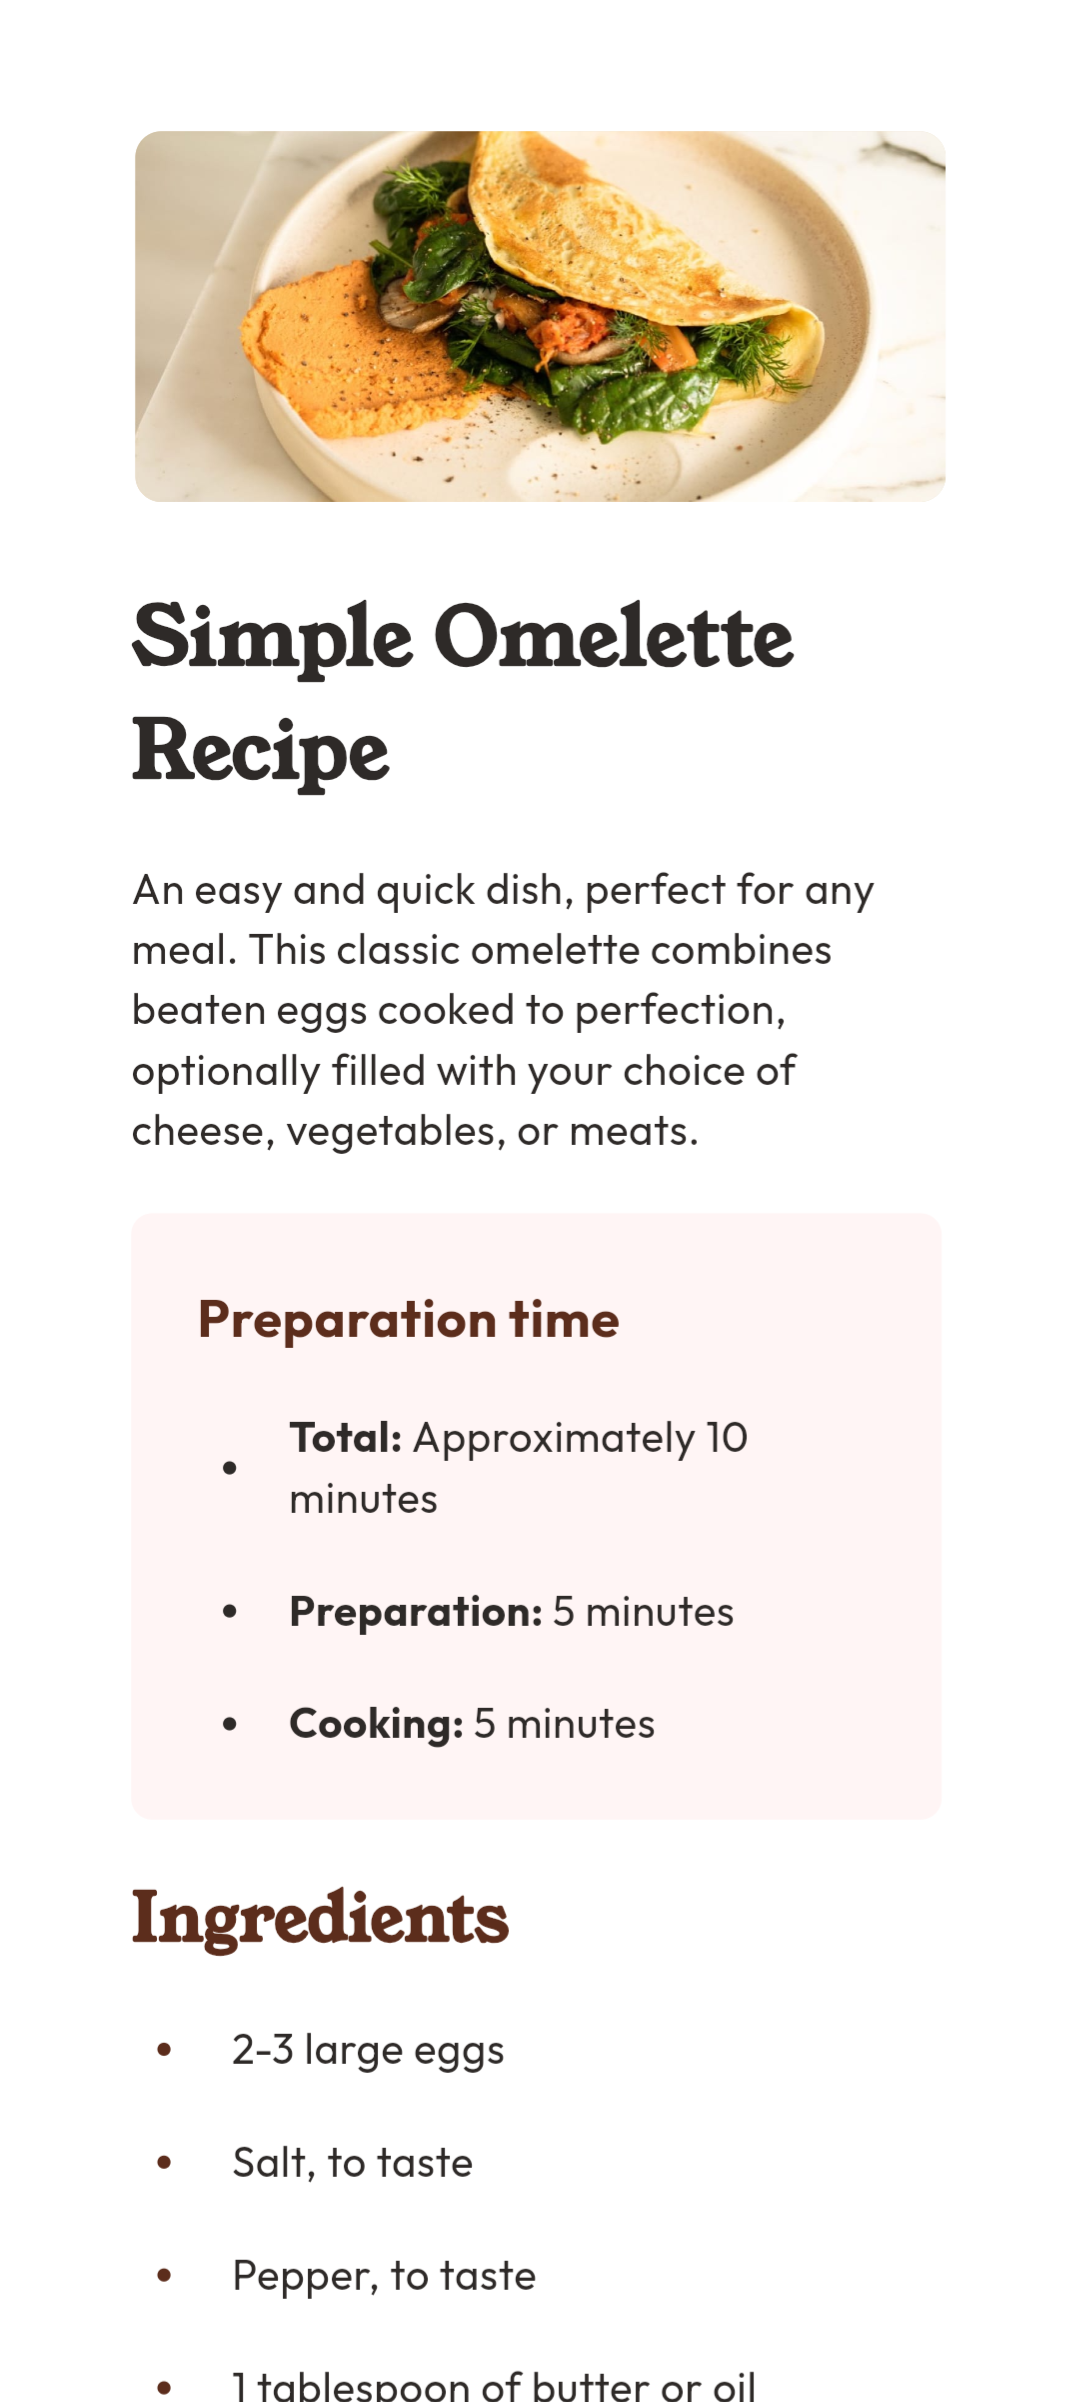 Simple Omelette
Recipe
An easy and quick dish, perfect for any
meal. This classic omelette combines
beaten eggs cooked to perfection,
optionally filled with your choice of
cheese, vegetables, or meats.
Preparation time
• Total: Approximately 10
minutes
• Preparation: 5 minutes
• Cooking: 5 minutes
Ingredients
• 2-3 large eggs
• Salt, to taste
• Pepper, to taste
• 1 tablespoon of butter or oil